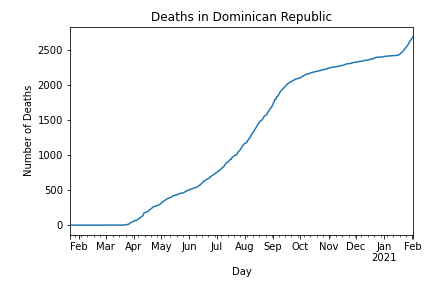 Deaths in Dominican Republic
Number of Deaths
2500
2000
1500
1000
500
0
Feb Mar Apr May Jun Jul Aug Sep Oct Nov Dec Jan Feb
2021
Day